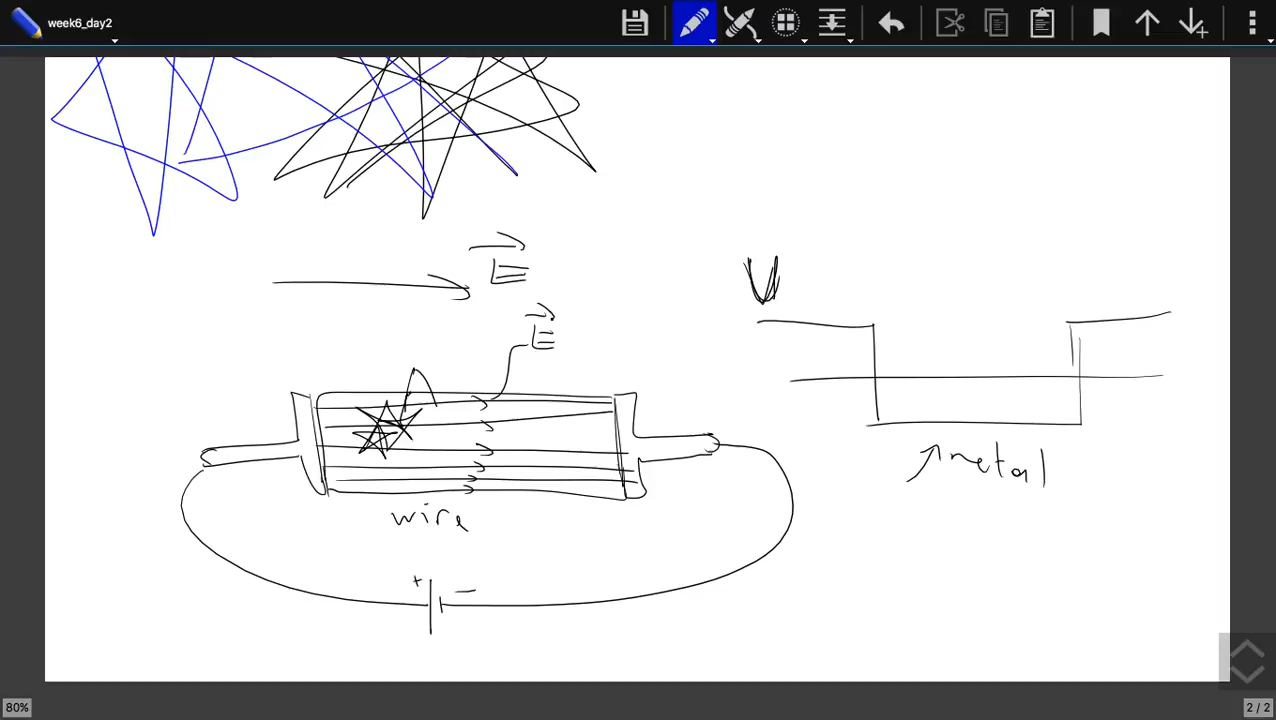 week6_day2
E
E
U
metal
wire
+ −
80%
2 / 2